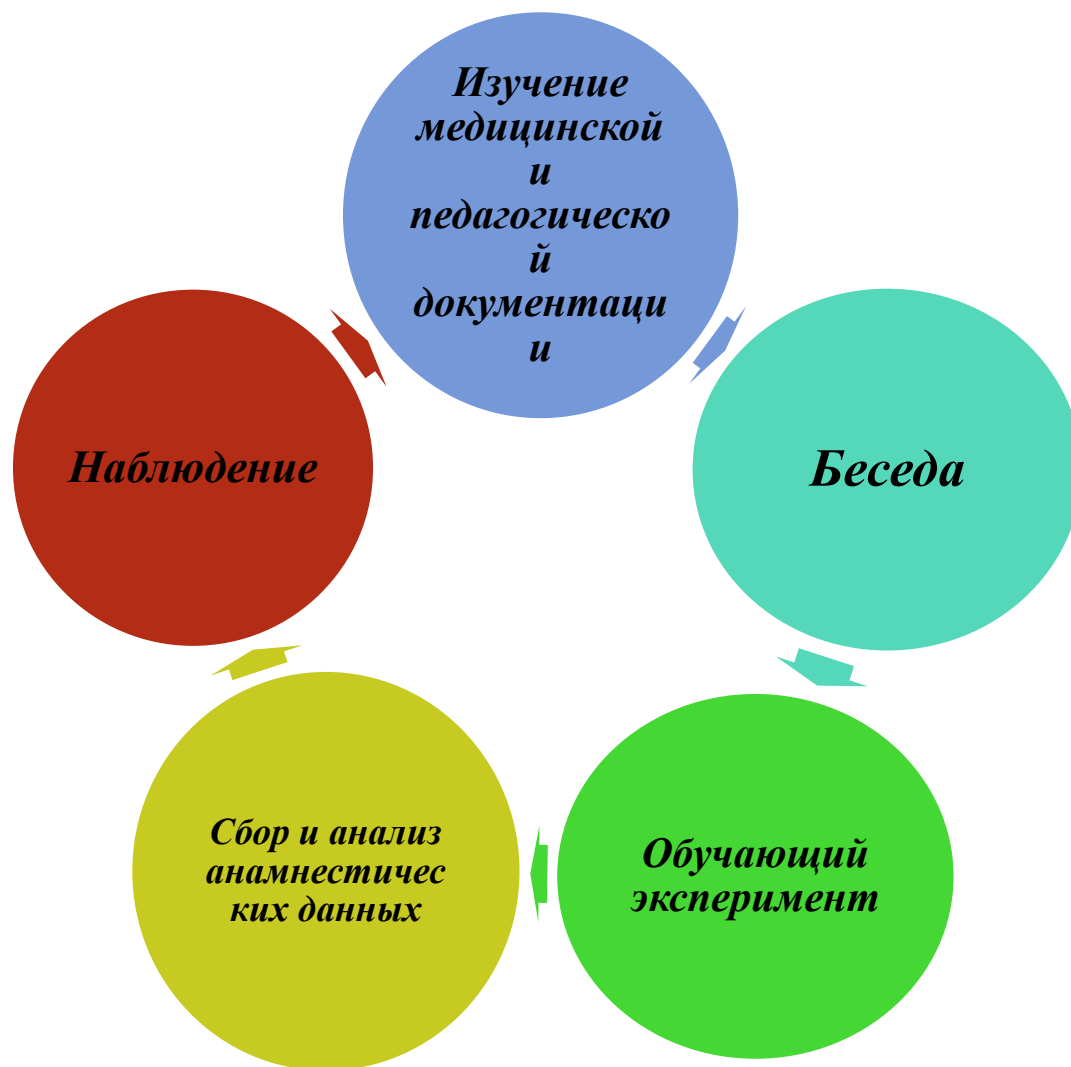 Изучение
медицинской
и
педагогическо
й
документаци
и
Беседа
Обучающий
эксперимент
Сбор и анализ
анамнестичес
ких данных
Наблюдение